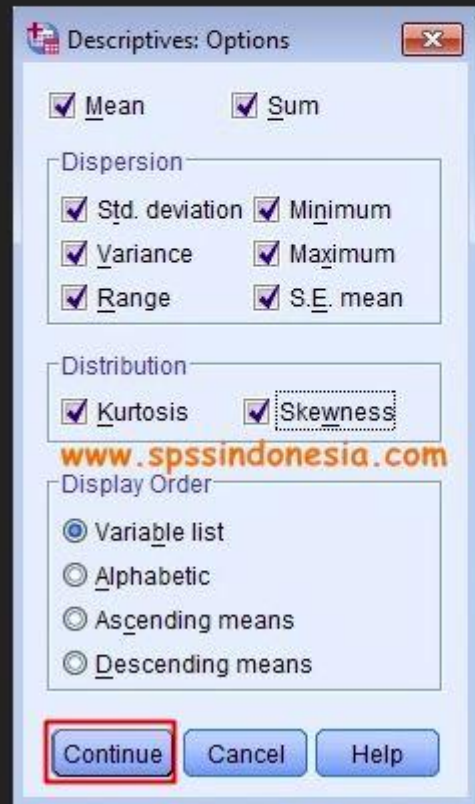 Descriptives: Options
Mean Sum
Dispersion
Std. deviation Minimum
Variance Maximum
Range S.E. mean
Distribution
Kurtosis Skewness
www.spssindonesia.com
Display Order
Variable list
Alphabetic
Ascending means
Descending means
Continue Cancel Help